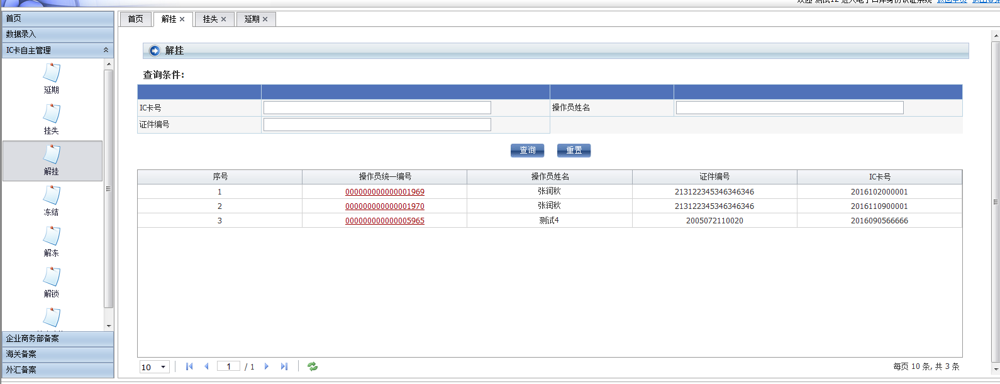 首页
数据录入
IC卡自主管理
延期
挂失
解挂
冻结
解冻
解锁
企业商务部备案
海关备案
外汇备案
首页 解挂 挂失 延期
解挂
查询条件:
IC卡号 操作员姓名
证件编号
查询 重置
序号 操作员统一编号 操作员姓名 证件编号 IC卡号
1 000000000000001969 张润秋 213122345346346346 2016102000001
2 000000000000001970 张润秋 213122345346346346 2016110900001
3 000000000000005965 测试4 2005072110020 2016090566666
10 1 / 1 每页 10 条, 共 3 条